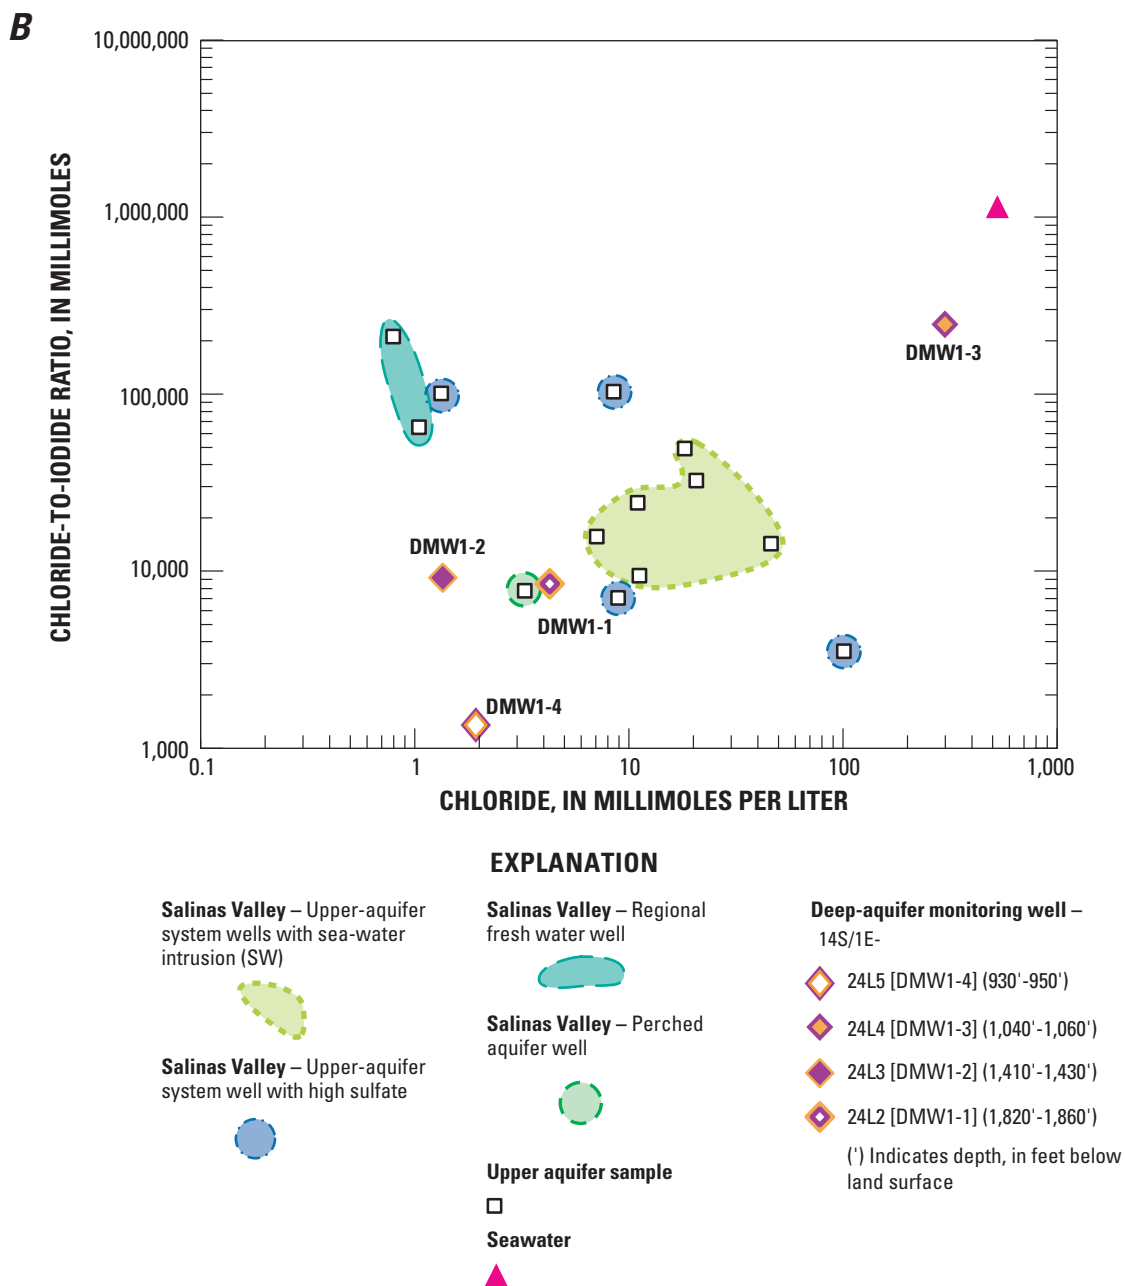 B
10,000,000
1,000,000
100,000
10,000
1,000
CHLORIDE-TO-IODIDE RATIO, IN MILLIMOLES
DMW1-3
DMW1-2
DMW1-1
DMW1-4
0.1
1
10
100
1,000
CHLORIDE, IN MILLIMOLES PER LITER
EXPLANATION
Salinas Valley – Upper-aquifer
system wells with sea-water
intrusion (SW)
Salinas Valley – Upper-aquifer
system well with high sulfate
Salinas Valley – Regional
fresh water well
Salinas Valley – Perched
aquifer well
Upper aquifer sample
Seawater
Deep-aquifer monitoring well –
14S/1E-
24L5 [DMW1-4] (930'-950')
24L4 [DMW1-3] (1,040'-1,060')
24L3 [DMW1-2] (1,410'-1,430')
24L2 [DMW1-1] (1,820'-1,860')
(') Indicates depth, in feet below
land surface